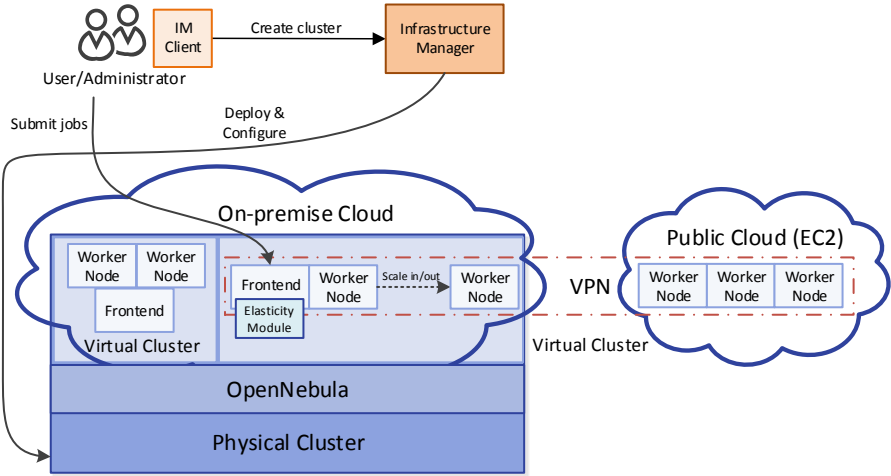 IM
Client
Create cluster
Infrastructure
Manager
User/Administrator
Submit jobs
Deploy &
Configure
On-premise Cloud
Public Cloud (EC2)
Worker
Node
Worker
Node
Frontend
Virtual Cluster
Frontend
Elasticity
Module
Worker
Node
Scale in/out
Worker
Node
VPN
Worker
Node
Worker
Node
Worker
Node
Virtual Cluster
OpenNebula
Physical Cluster